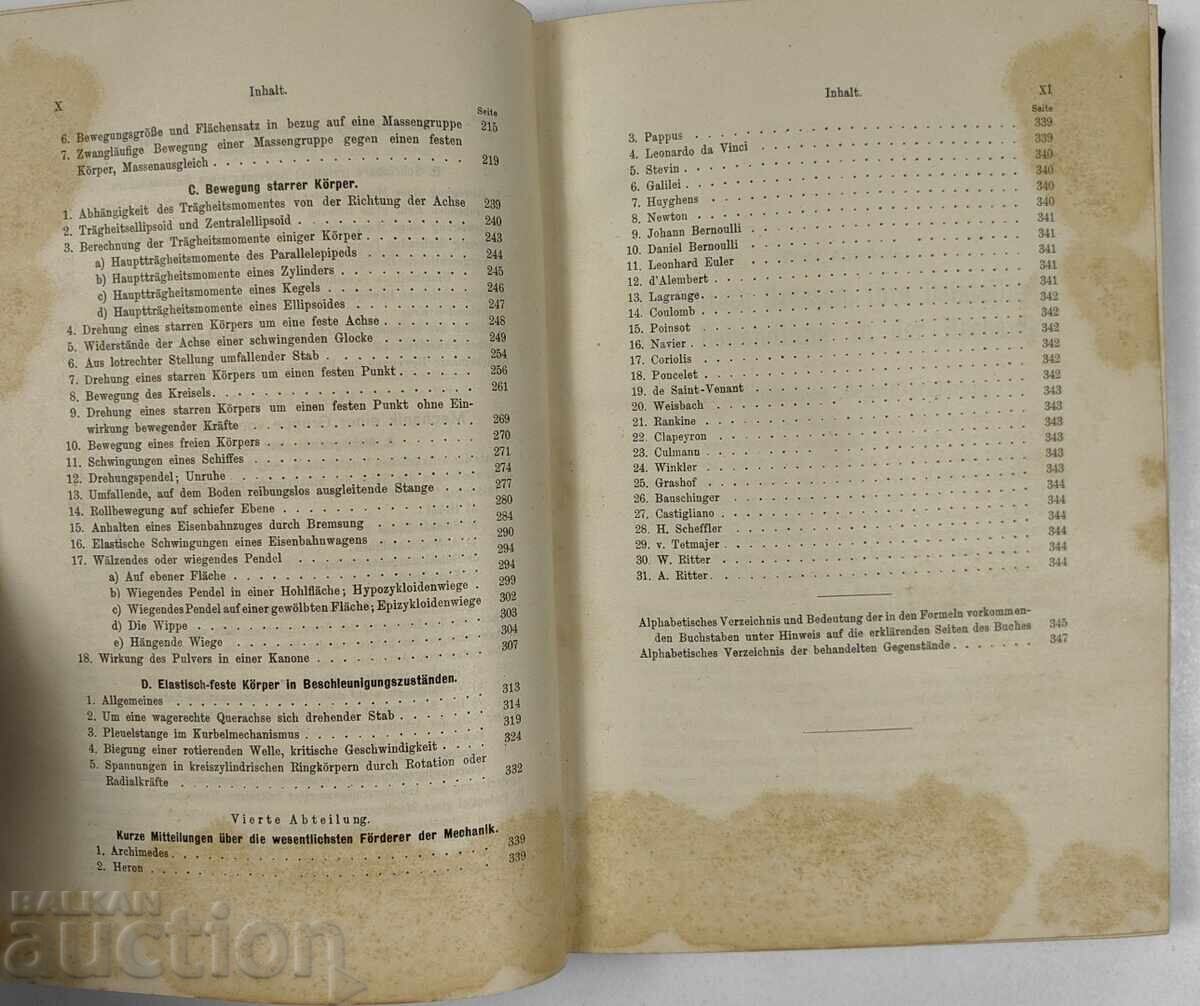 X
Inhalt.
Seite
6. Bewegungsgröße und Flächensatz in bezug auf eine Massengruppe 215
7. Zwangläufige Bewegung einer Massengruppe gegen einen festen
Körper, Massenausgleich . . . . . . . . . . . . . . . . 219
C. Bewegung starrer Körper.
1. Abhängigkeit des Trägheitsmomentes von der Richtung der Achse 239
2. Trägheitsellipsoid und Zentralellipsoid . . . . . . . . . 240
3. Berechnung der Trägheitsmomente einiger Körper . . . . . . . 243
a) Hauptträgheitsmomente des Parallelepipeds . . . . . . . 244
b) Hauptträgheitsmomente eines Zylinders . . . . . . . . . 245
c) Hauptträgheitsmomente eines Kegels . . . . . . . . . . 246
d) Hauptträgheitsmomente eines Ellipsoides . . . . . . . . 247
4. Drehung eines starren Körpers um eine feste Achse . . . . . . 248
5. Widerstände der Achse einer schwingenden Glocke . . . . . . 249
6. Aus lotrechter Stellung umfallender Stab . . . . . . . . . 254
7. Drehung eines starren Körpers um einen festen Punkt . . . . . 256
8. Bewegung des Kreisels. . . . . . . . . . . . . . . . . 261
9. Drehung eines starren Körpers um einen festen Punkt ohne Ein-
wirkung bewegender Kräfte . . . . . . . . . . . . . . 269
10. Bewegung eines freien Körpers . . . . . . . . . . . . . 270
11. Schwingungen eines Schiffes . . . . . . . . . . . . . . 271
12. Drehungspendel; Unruhe . . . . . . . . . . . . . . . . 274
13. Umfallende, auf dem Boden reibungslos ausgleitende Stange . . . 277
14. Rollbewegung auf schiefer Ebene . . . . . . . . . . . . 280
15. Anhalten eines Eisenbahnzuges durch Bremsung . . . . . . . 284
16. Elastische Schwingungen eines Eisenbahnwagens . . . . . . . 290
17. Wälzendes oder wiegendes Pendel . . . . . . . . . . . . 294
a) Auf ebener Fläche . . . . . . . . . . . . . . . . . 294
b) Wiegendes Pendel in einer Hohlfläche; Hypozykloidenwiege . 299
c) Wiegendes Pendel auf einer gewölbten Fläche; Epizykloidenwiege 302
d) Die Wippe . . . . . . . . . . . . . . . . . . . . 303
e) Hängende Wiege . . . . . . . . . . . . . . . . . . 304
18. Wirkung des Pulvers in einer Kanone . . . . . . . . . . . 307
D. Elastisch-feste Körper in Beschleunigungszuständen.
1. Allgemeines . . . . . . . . . . . . . . . . . . . . . 313
2. Um eine wagerechte Querachse sich drehender Stab . . . . . . 314
3. Pleuelstange im Kurbelmechanismus . . . . . . . . . . . . 319
4. Biegung einer rotierenden Welle, kritische Geschwindigkeit . . . . 324
5. Spannungen in kreiszylindrischen Ringkörpern durch Rotation oder
Radialkräfte . . . . . . . . . . . . . . . . . . . . 332
Vierte Abteilung.
Kurze Mitteilungen über die wesentlichsten Förderer der Mechanik.
1. Archimedes . . . . . . . . . . . . . . . . . . . . . 339
2. Heron . . . . . . . . . . . . . . . . . . . . . . . 339
Inhalt.
XI
Seite
3. Pappus . . . . . . . . . . . . . . . . . . . . . . 339
4. Leonardo da Vinci . . . . . . . . . . . . . . . . . . 339
5. Stevin . . . . . . . . . . . . . . . . . . . . . . . 340
6. Galilei . . . . . . . . . . . . . . . . . . . . . . . 340
7. Huyghens . . . . . . . . . . . . . . . . . . . . . . 340
8. Newton . . . . . . . . . . . . . . . . . . . . . . . 340
9. Johann Bernoulli . . . . . . . . . . . . . . . . . . . 341
10. Daniel Bernoulli . . . . . . . . . . . . . . . . . . . 341
11. Leonhard Euler . . . . . . . . . . . . . . . . . . . 341
12. d'Alembert . . . . . . . . . . . . . . . . . . . . . 341
13. Lagrange. . . . . . . . . . . . . . . . . . . . . . 341
14. Coulomb . . . . . . . . . . . . . . . . . . . . . . 342
15. Poinsot . . . . . . . . . . . . . . . . . . . . . . 342
16. Navier . . . . . . . . . . . . . . . . . . . . . . . 342
17. Coriolis . . . . . . . . . . . . . . . . . . . . . . 342
18. Poncelet . . . . . . . . . . . . . . . . . . . . . . 342
19. de Saint-Venant . . . . . . . . . . . . . . . . . . . 342
20. Weisbach . . . . . . . . . . . . . . . . . . . . . . 343
21. Rankine . . . . . . . . . . . . . . . . . . . . . . 343
22. Clapeyron . . . . . . . . . . . . . . . . . . . . . 343
23. Culmann . . . . . . . . . . . . . . . . . . . . . . 343
24. Winkler . . . . . . . . . . . . . . . . . . . . . . 343
25. Grashof . . . . . . . . . . . . . . . . . . . . . . 343
26. Bauschinger . . . . . . . . . . . . . . . . . . . . 344
27. Castigliano . . . . . . . . . . . . . . . . . . . . . 344
28. H. Scheffler . . . . . . . . . . . . . . . . . . . . 344
29. v. Tetmajer . . . . . . . . . . . . . . . . . . . . . 344
30. W. Ritter . . . . . . . . . . . . . . . . . . . . . 344
31. A. Ritter . . . . . . . . . . . . . . . . . . . . . . 344
Alphabetisches Verzeichnis und Bedeutung der in den Formeln vorkommen-
den Buchstaben unter Hinweis auf die erklärenden Seiten des Buches 345
Alphabetisches Verzeichnis der behandelten Gegenstände . . . . . . . 347
BALKAN
auction